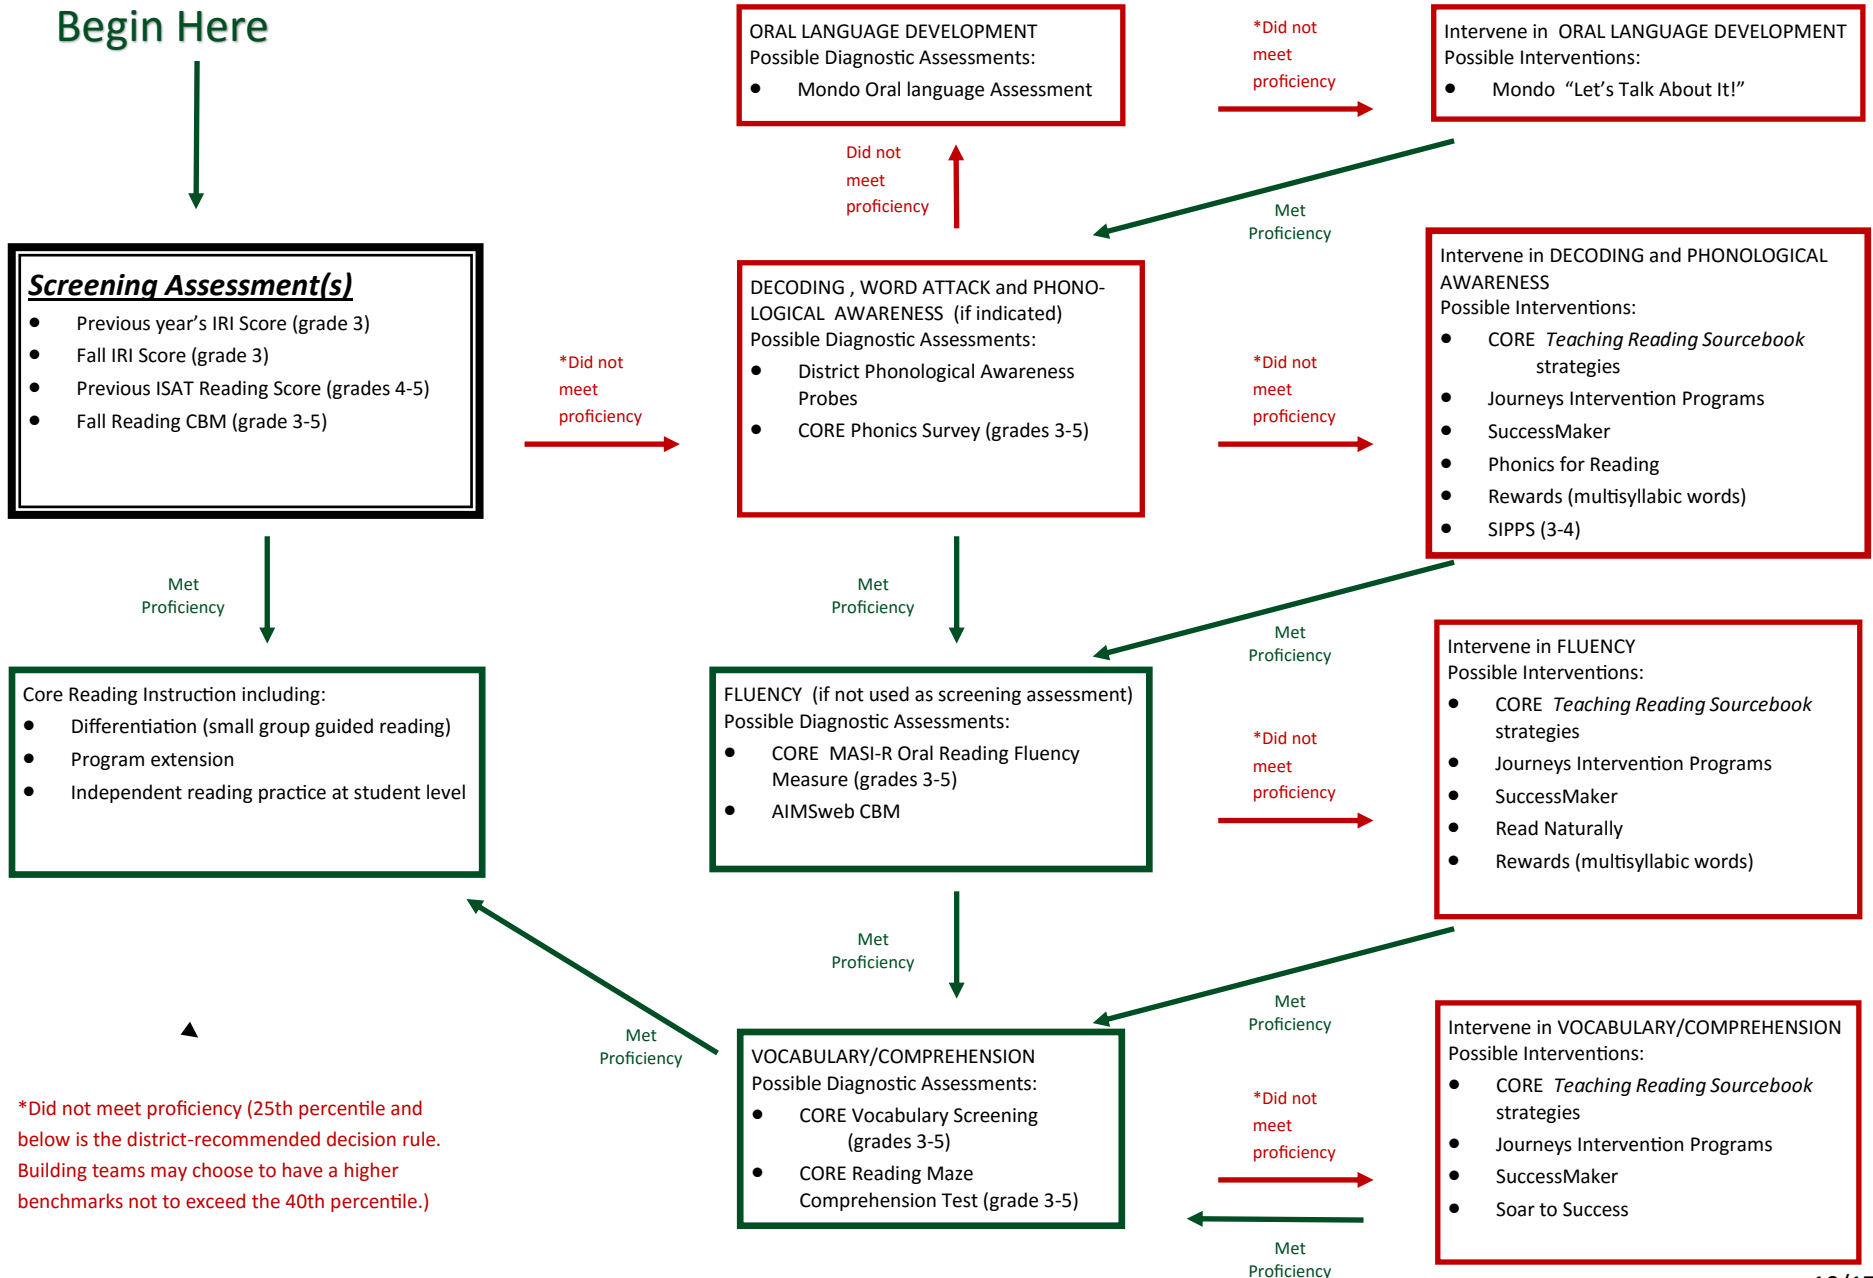 Begin Here
Screening Assessment(s)
• Previous year's IRI Score (grade 3)
• Fall IRI Score (grade 3)
• Previous ISAT Reading Score (grades 4-5)
• Fall Reading CBM (grade 3-5)
Met
Proficiency
Core Reading Instruction including:
• Differentiation (small group guided reading)
• Program extension
• Independent reading practice at student level
*Did not meet proficiency (25th percentile and
below is the district-recommended decision rule.
Building teams may choose to have a higher
benchmarks not to exceed the 40th percentile.)
*Did not
meet
proficiency
ORAL LANGUAGE DEVELOPMENT
Possible Diagnostic Assessments:
• Mondo Oral language Assessment
Did not
meet
proficiency
DECODING , WORD ATTACK and PHONO-
LOGICAL AWARENESS (if indicated)
Possible Diagnostic Assessments:
• District Phonological Awareness
Probes
• CORE Phonics Survey (grades 3-5)
Met
Proficiency
FLUENCY (if not used as screening assessment)
Possible Diagnostic Assessments:
• CORE MASI-R Oral Reading Fluency
Measure (grades 3-5)
• AIMSweb CBM
Met
Proficiency
Met
Proficiency
VOCABULARY/COMPREHENSION
Possible Diagnostic Assessments:
• CORE Vocabulary Screening
(grades 3-5)
• CORE Reading Maze
Comprehension Test (grade 3-5)
*Did not
meet
proficiency
Intervene in ORAL LANGUAGE DEVELOPMENT
Possible Interventions:
• Mondo “Let’s Talk About It!”
Met
Proficiency
*Did not
meet
proficiency
Intervene in DECODING and PHONOLOGICAL
AWARENESS
Possible Interventions:
• CORE Teaching Reading Sourcebook
strategies
• Journeys Intervention Programs
• SuccessMaker
• Phonics for Reading
• Rewards (multisyllabic words)
• SIPPS (3-4)
Met
Proficiency
*Did not
meet
proficiency
Intervene in FLUENCY
Possible Interventions:
• CORE Teaching Reading Sourcebook
strategies
• Journeys Intervention Programs
• SuccessMaker
• Read Naturally
• Rewards (multisyllabic words)
Met
Proficiency
*Did not
meet
proficiency
Intervene in VOCABULARY/COMPREHENSION
Possible Interventions:
• CORE Teaching Reading Sourcebook
strategies
• Journeys Intervention Programs
• SuccessMaker
• Soar to Success
Met
Proficiency